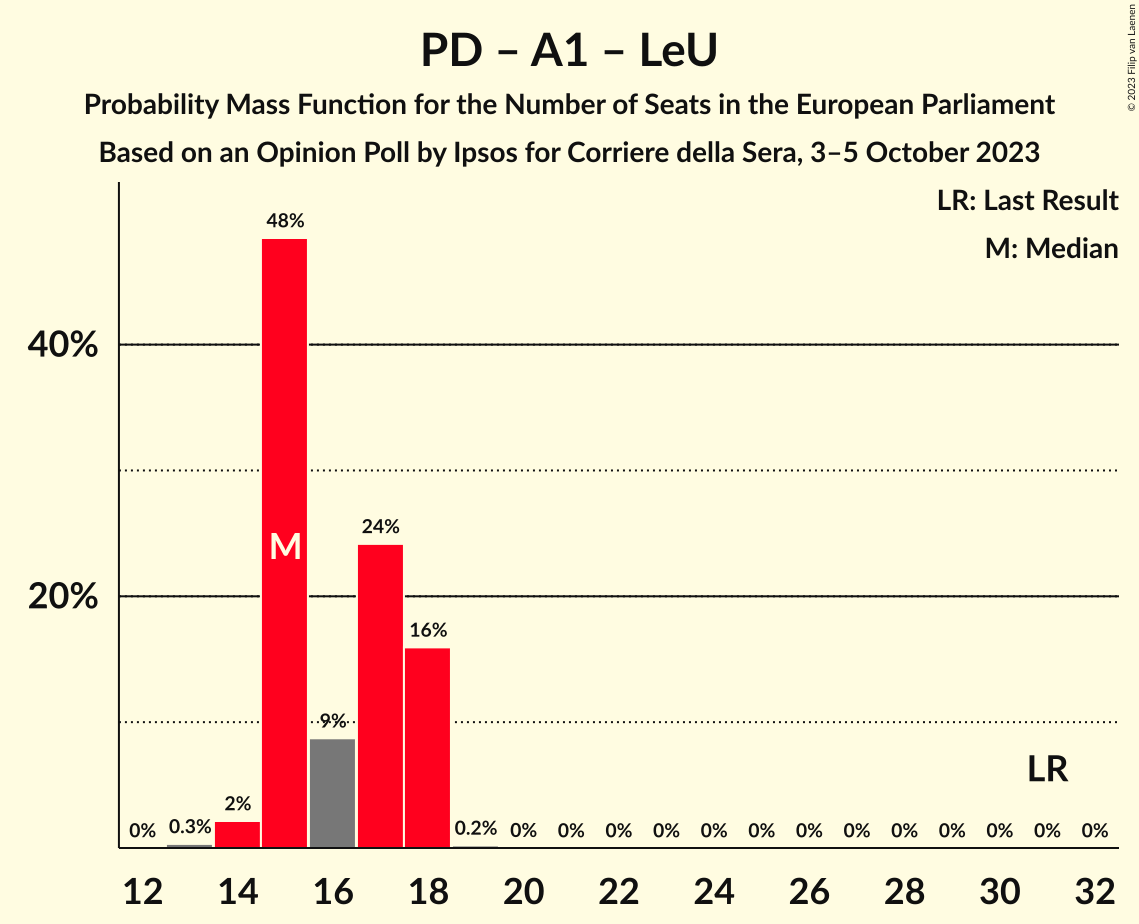 PD – A1 – LeU
Probability Mass Function for the Number of Seats in the European Parliament
Based on an Opinion Poll by Ipsos for Corriere della Sera, 3–5 October 2023
© 2023 Filip van Laenen
LR: Last Result
M: Median
48%
40%
24%
M
20%
16%
9%
LR
2%
0% 0.3% 0.2% 0% 0% 0% 0% 0% 0% 0% 0% 0% 0% 0% 0% 0%
12 14 16 18 20 22 24 26 28 30 32